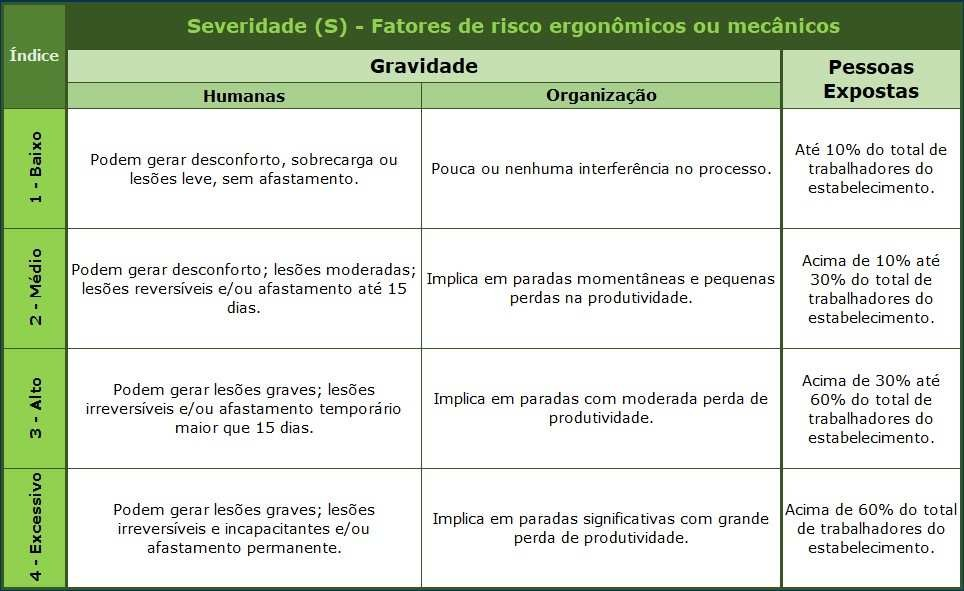 Índice
Severidade (S) - Fatores de risco ergonômicos ou mecânicos
Gravidade
Pessoas
Expostas
Humanas
Organização
1 - Baixo
Podem gerar desconforto, sobrecarga ou
lesões leve, sem afastamento.
Pouca ou nenhuma interferência no processo.
Até 10% do total de
trabalhadores do
estabelecimento.
2 - Médio
Podem gerar desconforto; lesões moderadas;
lesões reversíveis e/ou afastamento até 15
dias.
Implica em paradas momentâneas e pequenas
perdas na produtividade.
Acima de 10% até
30% do total de
trabalhadores do
estabelecimento.
3 - Alto
Podem gerar lesões graves; lesões
irreversíveis e/ou afastamento temporário
maior que 15 dias.
Implica em paradas com moderada perda de
produtividade.
Acima de 30% até
60% do total de
trabalhadores do
estabelecimento.
4 - Excessivo
Podem gerar lesões graves; lesões
irreversíveis e incapacitantes e/ou
afastamento permanente.
Implica em paradas significativas com grande
perda de produtividade.
Acima de 60% do total
de trabalhadores do
estabelecimento.